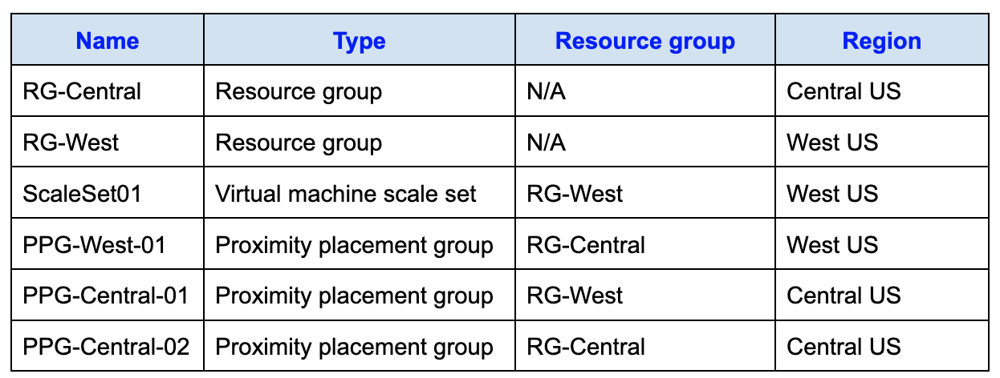 Name Type Resource group Region
RG-Central Resource group N/A Central US
RG-West Resource group N/A West US
ScaleSet01 Virtual machine scale set RG-West West US
PPG-West-01 Proximity placement group RG-Central West US
PPG-Central-01 Proximity placement group RG-West Central US
PPG-Central-02 Proximity placement group RG-Central Central US